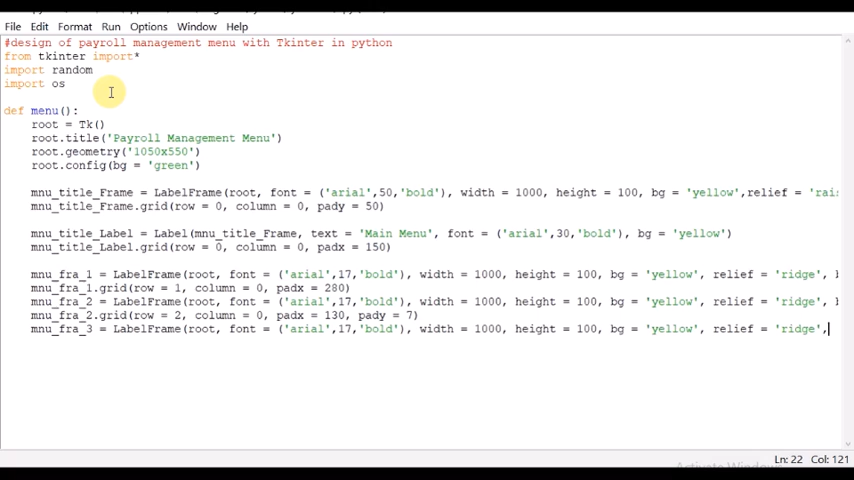 File Edit Format Run Options Window Help
#design of payroll management menu with Tkinter in python
from tkinter import*
import random
import os
def menu():
root = Tk()
root.title('Payroll Management Menu')
root.geometry('1050x550')
root.config(bg = 'green')
mnu_title_Frame = LabelFrame(root, font = ('arial',50,'bold'), width = 1000, height = 100, bg = 'yellow',relief = 'rai
mnu_title_Frame.grid(row = 0, column = 0, pady = 50)
mnu_title_Label = Label(mnu_title_Frame, text = 'Main Menu', font = ('arial',30,'bold'), bg = 'yellow')
mnu_title_Label.grid(row = 0, column = 0, padx = 150)
mnu_fra_1 = LabelFrame(root, font = ('arial',17,'bold'), width = 1000, height = 100, bg = 'yellow', relief = 'ridge',
mnu_fra_1.grid(row = 1, column = 0, padx = 280)
mnu_fra_2 = LabelFrame(root, font = ('arial',17,'bold'), width = 1000, height = 100, bg = 'yellow', relief = 'ridge',
mnu_fra_2.grid(row = 2, column = 0, padx = 130, pady = 7)
mnu_fra_3 = LabelFrame(root, font = ('arial',17,'bold'), width = 1000, height = 100, bg = 'yellow', relief = 'ridge',
Activate Windows
Ln: 22 Col: 121